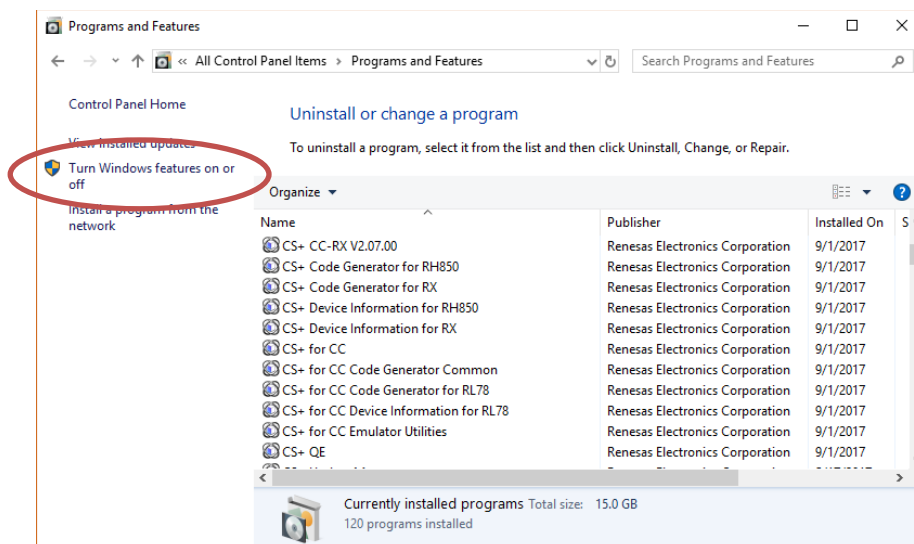 Programs and Features
« All Control Panel Items › Programs and Features
Search Programs and Features
Control Panel Home
View installed updates
Turn Windows features on or
off
Install a program from the
network
Uninstall or change a program
To uninstall a program, select it from the list and then click Uninstall, Change, or Repair.
Organize
Name Publisher Installed On S
CS+ CC-RX V2.07.00 Renesas Electronics Corporation 9/1/2017
CS+ Code Generator for RH850 Renesas Electronics Corporation 9/1/2017
CS+ Code Generator for RX Renesas Electronics Corporation 9/1/2017
CS+ Device Information for RH850 Renesas Electronics Corporation 9/1/2017
CS+ Device Information for RX Renesas Electronics Corporation 9/1/2017
CS+ for CC Renesas Electronics Corporation 9/1/2017
CS+ for CC Code Generator Common Renesas Electronics Corporation 9/1/2017
CS+ for CC Code Generator for RL78 Renesas Electronics Corporation 9/1/2017
CS+ for CC Device Information for RL78 Renesas Electronics Corporation 9/1/2017
CS+ for CC Emulator Utilities Renesas Electronics Corporation 9/1/2017
CS+ QE Renesas Electronics Corporation 9/1/2017
Currently installed programs Total size: 15.0 GB
120 programs installed